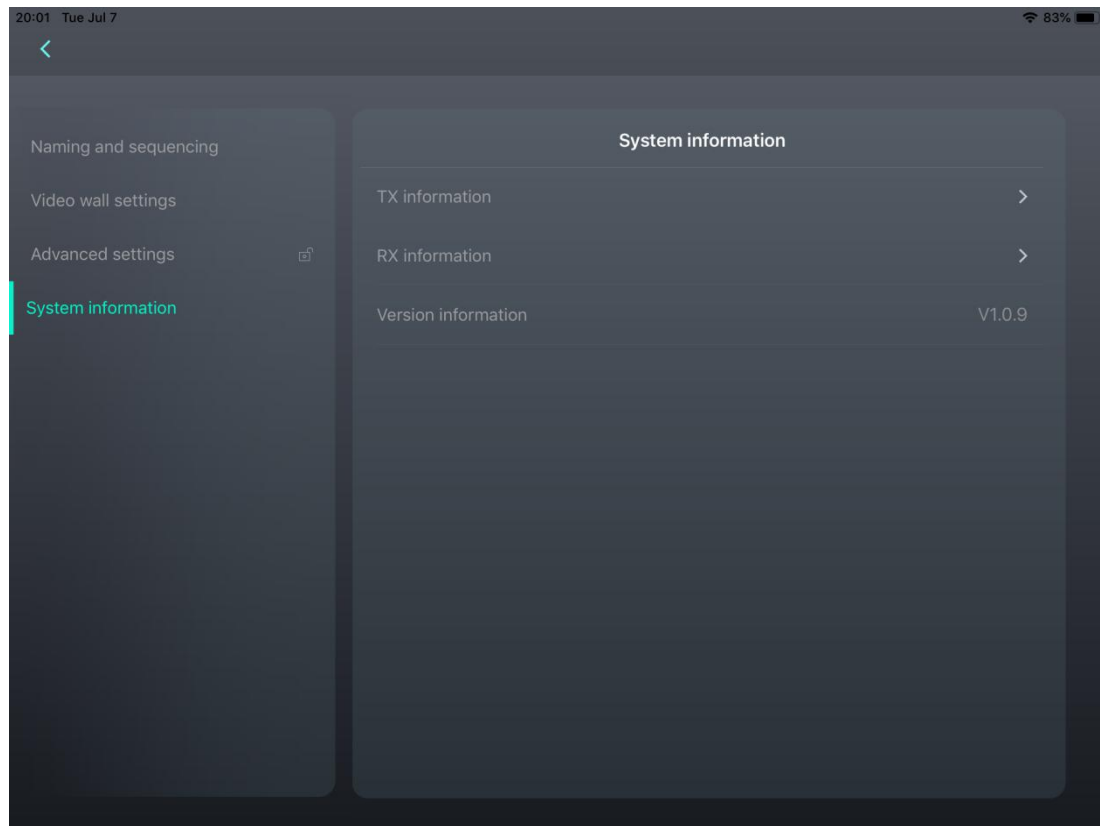 20:01 Tue Jul 7
83%
Naming and sequencing
Video wall settings
Advanced settings
System information
System information
TX information
RX information
Version information V1.0.9